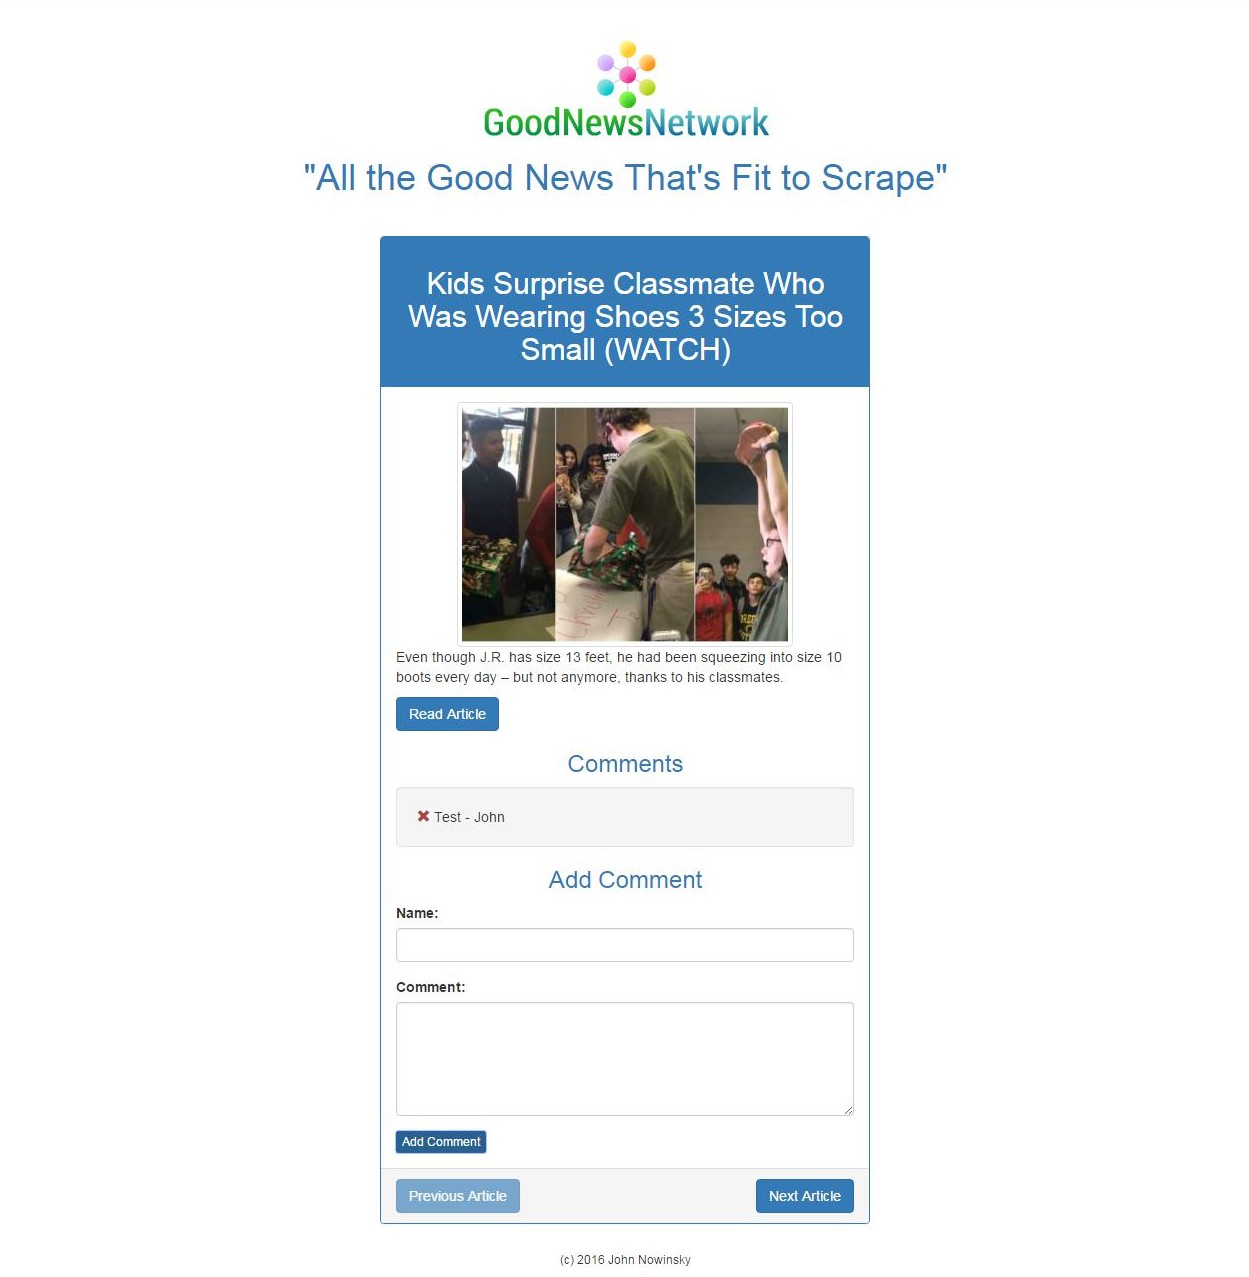 GoodNewsNetwork
"All the Good News That's Fit to Scrape"
Kids Surprise Classmate Who
Was Wearing Shoes 3 Sizes Too
Small (WATCH)
Even though J.R. has size 13 feet, he had been squeezing into size 10
boots every day – but not anymore, thanks to his classmates.
Read Article
Comments
✖ Test - John
Add Comment
Name:
Comment:
Add Comment
Previous Article
Next Article
(c) 2016 John Nowinsky